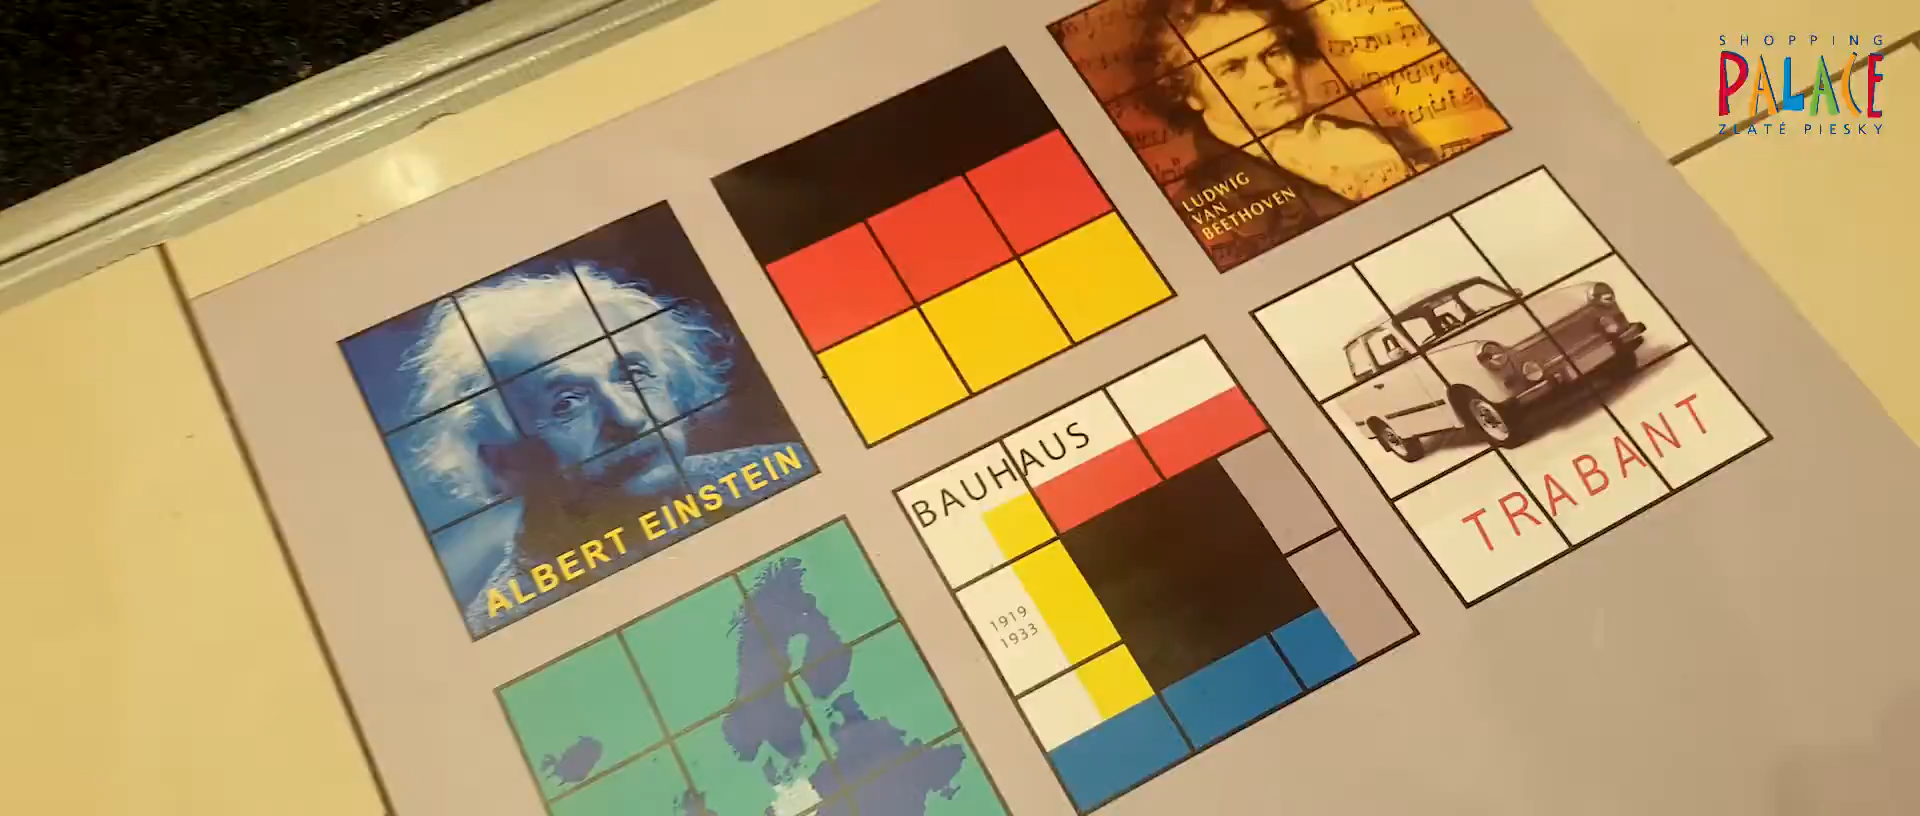 SHOPPING
PALACE
ZLATÉ PIESKY
LUDWIG
VAN
BEETHOVEN
ALBERT EINSTEIN
BAUHAUS
1919
1933
TRABANT